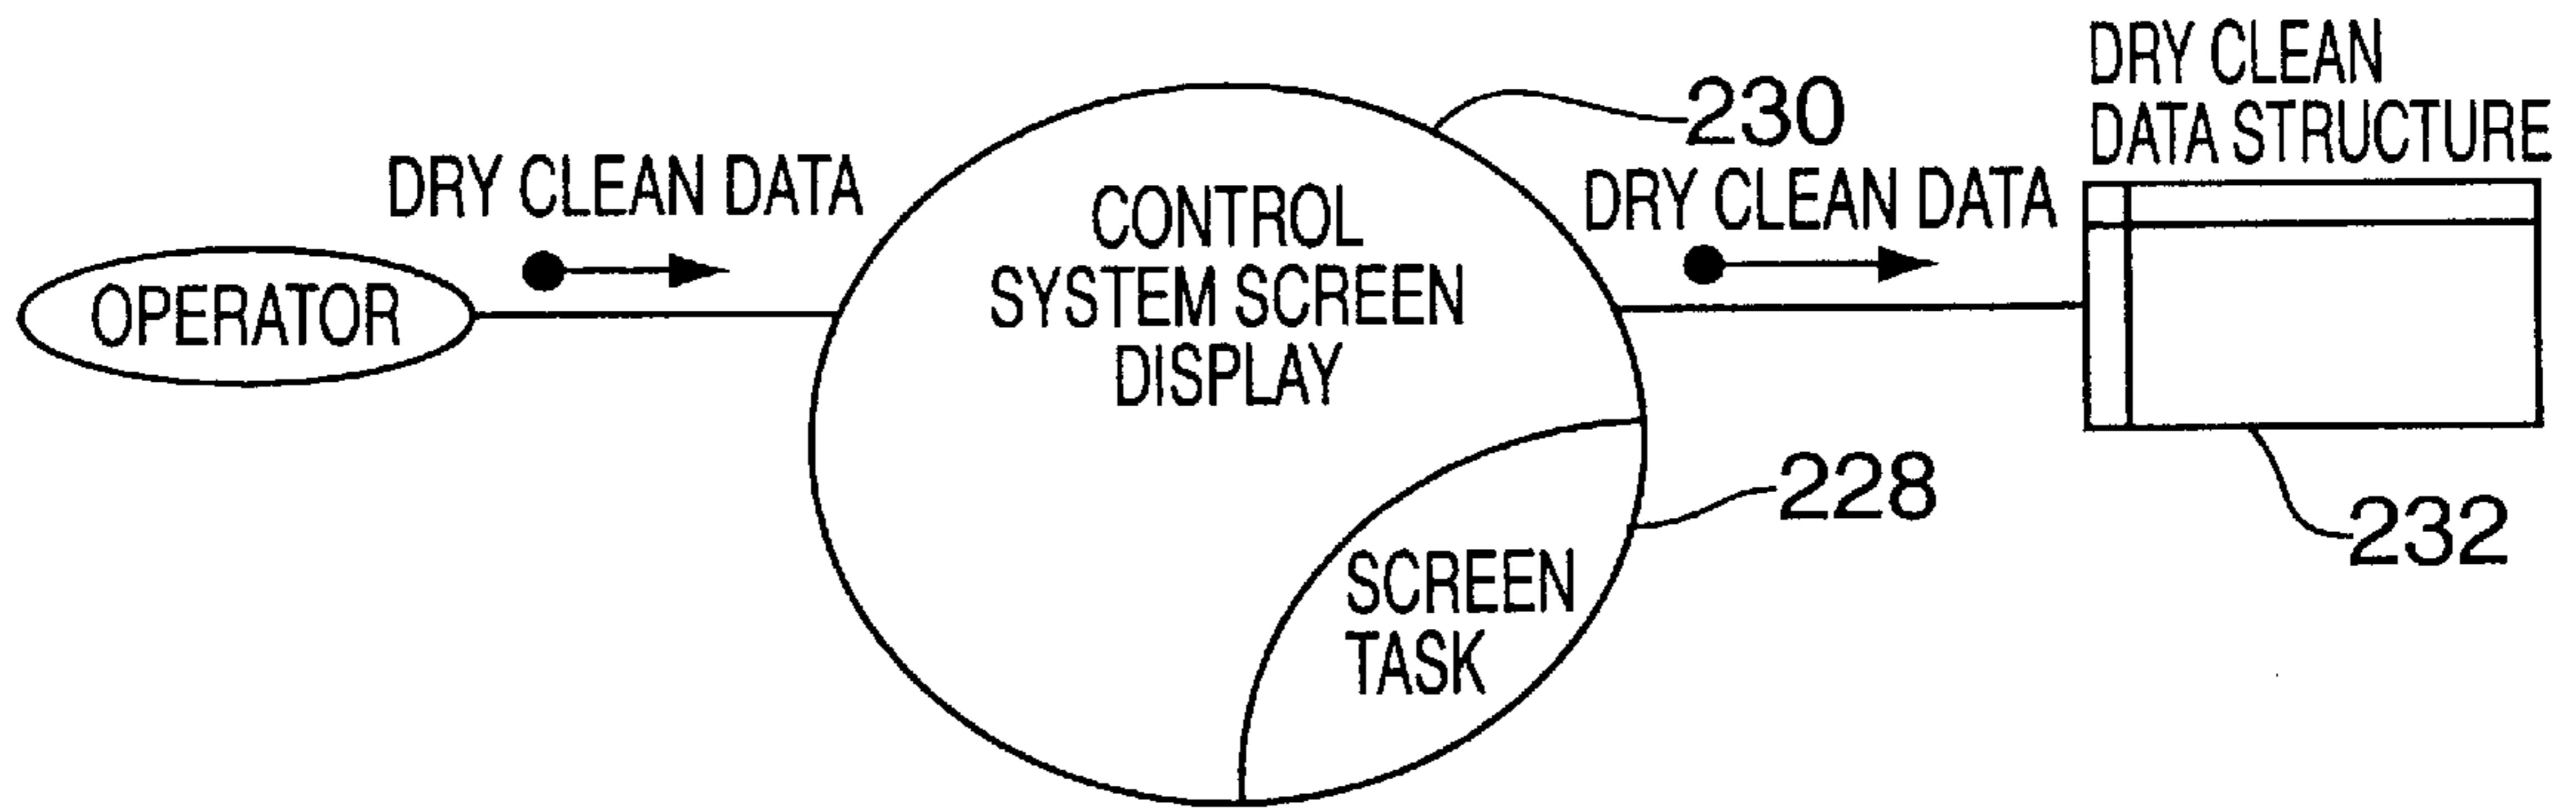 DRY CLEAN
DATA STRUCTURE
230
DRY CLEAN DATA
DRY CLEAN DATA
CONTROL
SYSTEM SCREEN
DISPLAY
OPERATOR
228
232
SCREEN
TASK